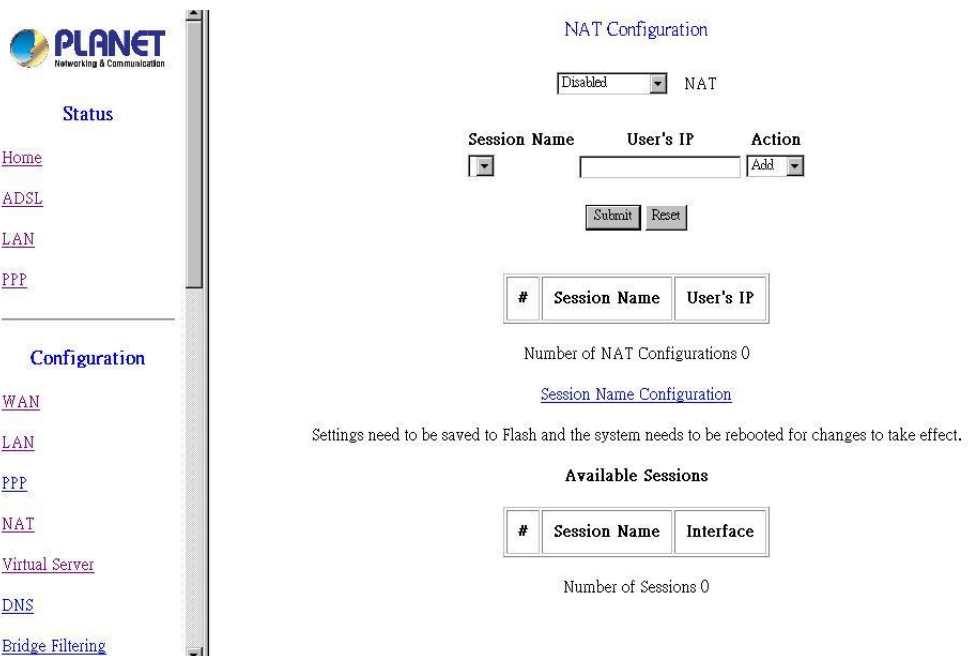 PLANET
Networking & Communication
Status
Home
ADSL
LAN
PPP
Configuration
WAN
LAN
PPP
NAT
Virtual Server
DNS
Bridge Filtering
NAT Configuration
Disabled NAT
Session Name User's IP Action
Add
Submit Reset
# Session Name User's IP
Number of NAT Configurations 0
Session Name Configuration
Settings need to be saved to Flash and the system needs to be rebooted for changes to take effect.
Available Sessions
# Session Name Interface
Number of Sessions 0